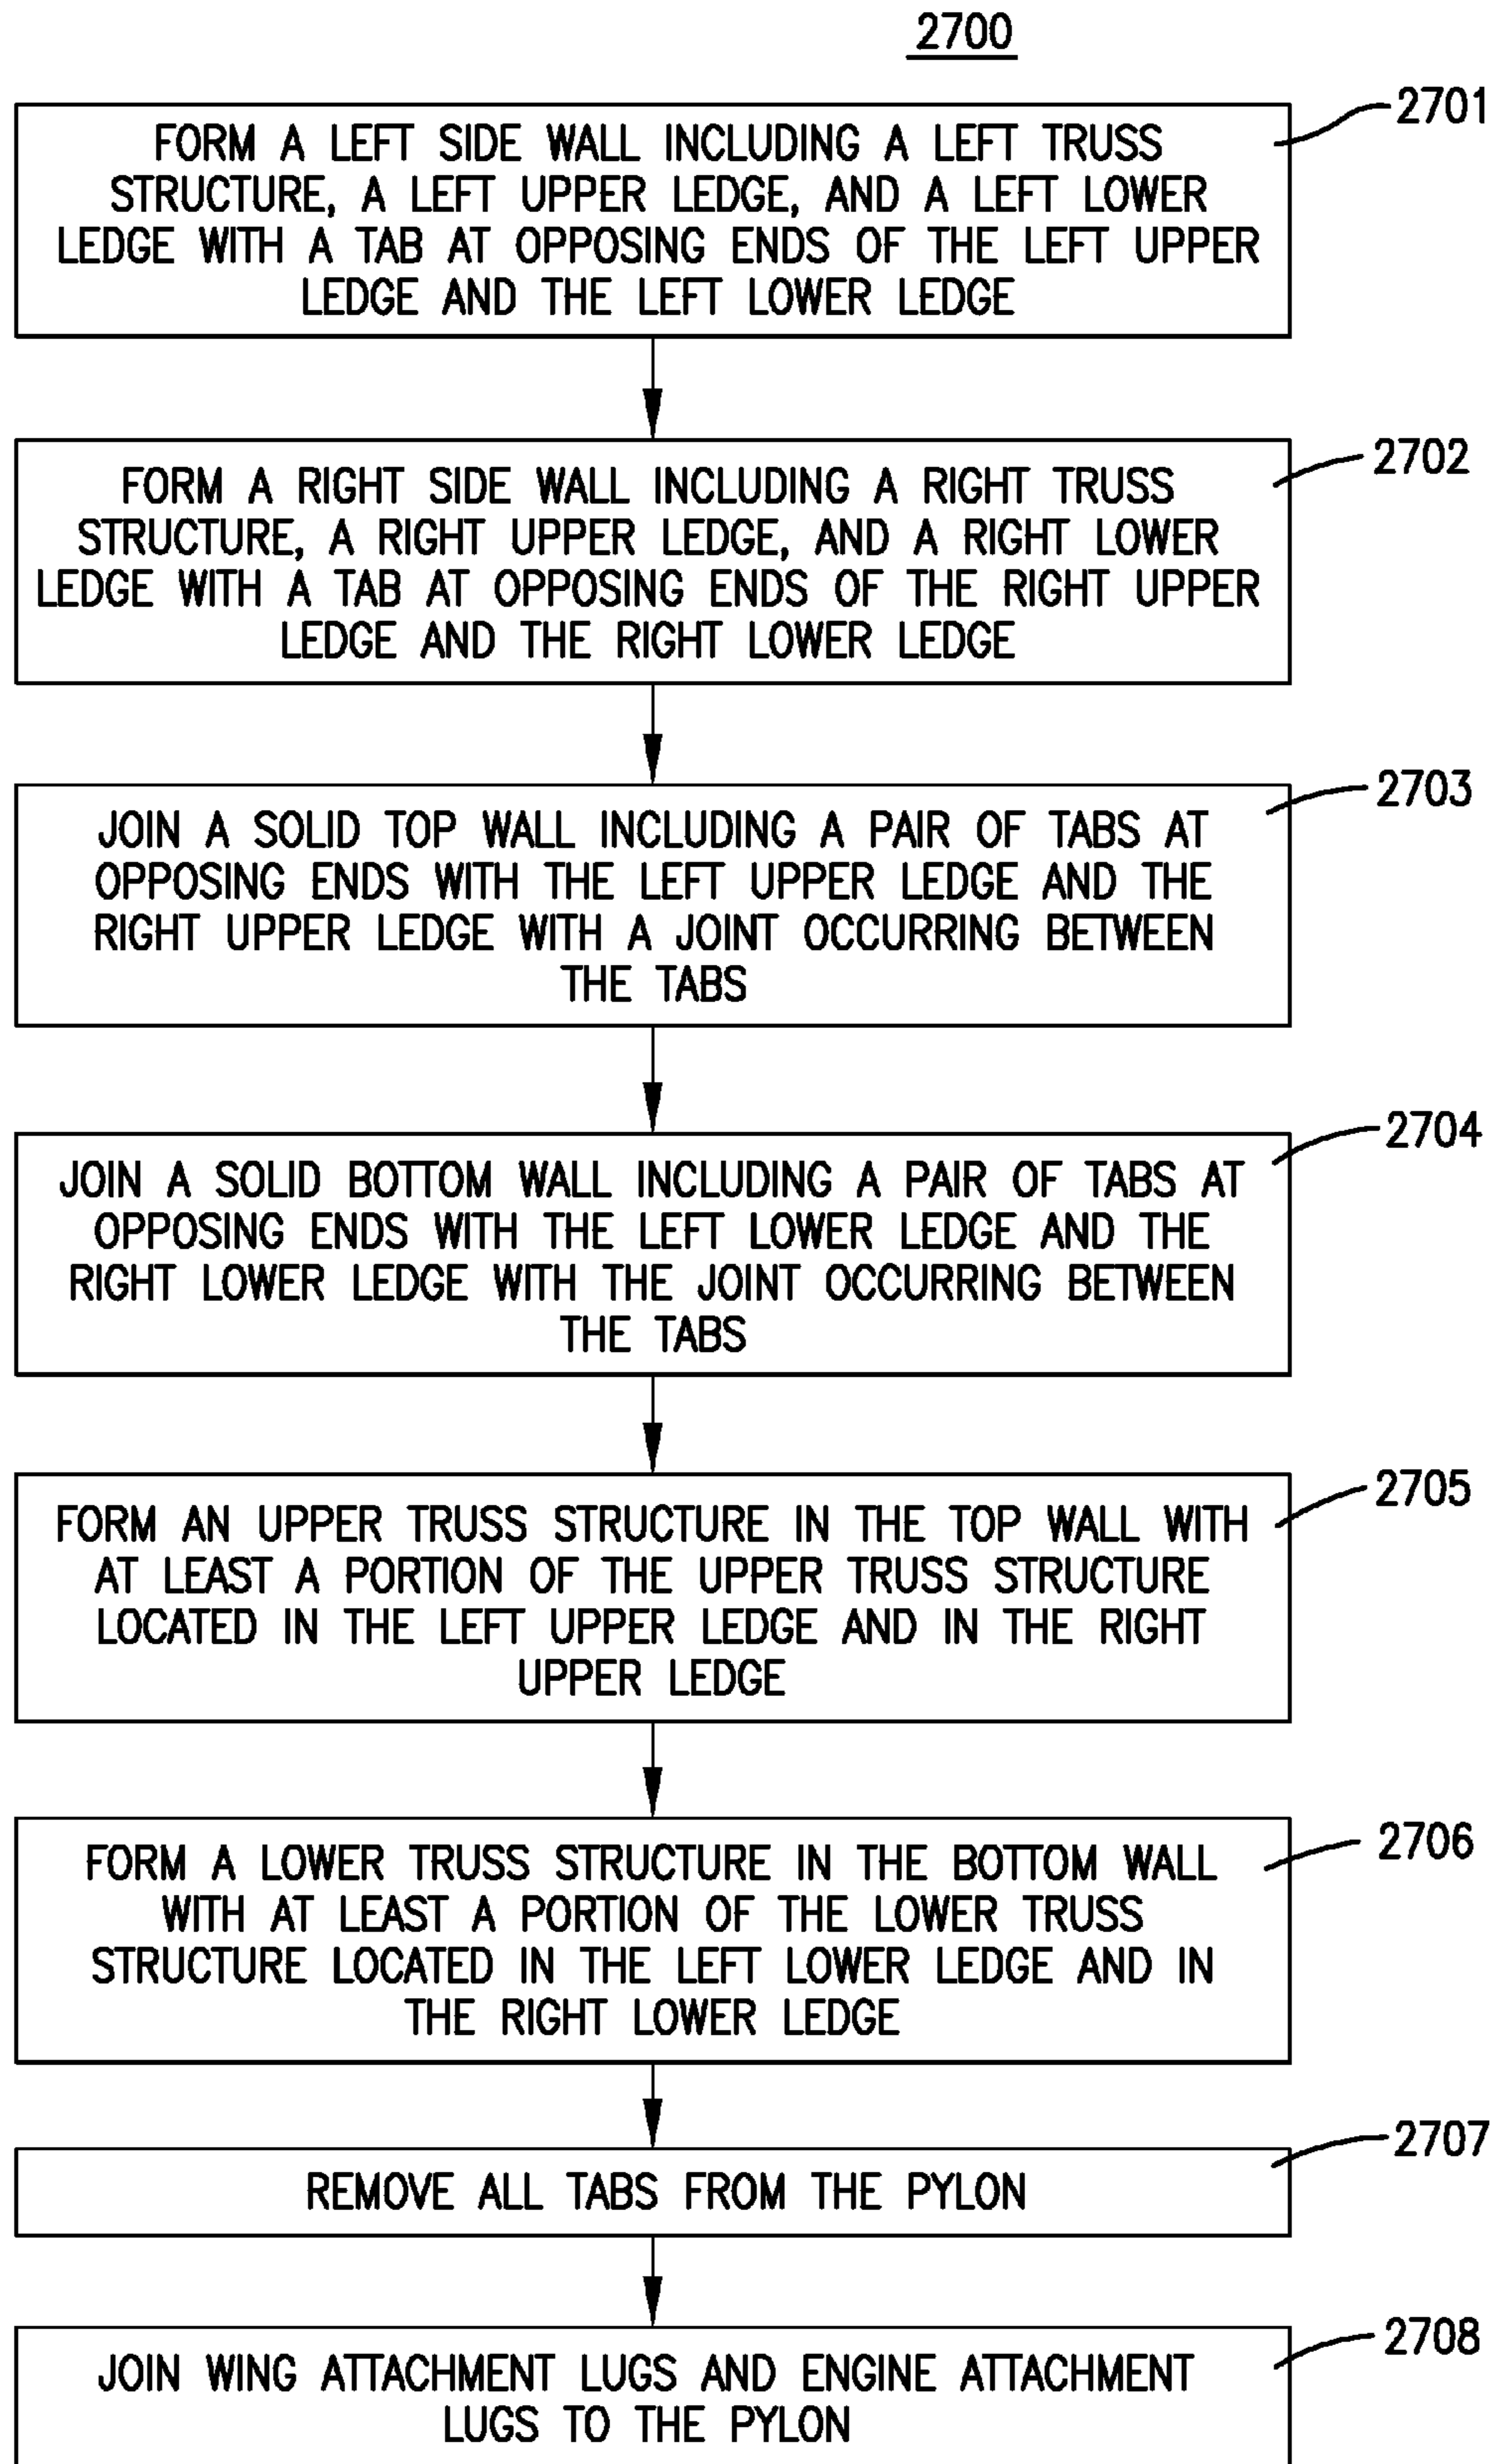 2700
2701
FORM A LEFT SIDE WALL INCLUDING A LEFT TRUSS
STRUCTURE, A LEFT UPPER LEDGE, AND A LEFT LOWER
LEDGE WITH A TAB AT OPPOSING ENDS OF THE LEFT UPPER
LEDGE AND THE LEFT LOWER LEDGE
2702
FORM A RIGHT SIDE WALL INCLUDING A RIGHT TRUSS
STRUCTURE, A RIGHT UPPER LEDGE, AND A RIGHT LOWER
LEDGE WITH A TAB AT OPPOSING ENDS OF THE RIGHT UPPER
LEDGE AND THE RIGHT LOWER LEDGE
2703
JOIN A SOLID TOP WALL INCLUDING A PAIR OF TABS AT
OPPOSING ENDS WITH THE LEFT UPPER LEDGE AND THE
RIGHT UPPER LEDGE WITH A JOINT OCCURRING BETWEEN
THE TABS
2704
JOIN A SOLID BOTTOM WALL INCLUDING A PAIR OF TABS AT
OPPOSING ENDS WITH THE LEFT LOWER LEDGE AND THE
RIGHT LOWER LEDGE WITH THE JOINT OCCURRING BETWEEN
THE TABS
2705
FORM AN UPPER TRUSS STRUCTURE IN THE TOP WALL WITH
AT LEAST A PORTION OF THE UPPER TRUSS STRUCTURE
LOCATED IN THE LEFT UPPER LEDGE AND IN THE RIGHT
UPPER LEDGE
2706
FORM A LOWER TRUSS STRUCTURE IN THE BOTTOM WALL
WITH AT LEAST A PORTION OF THE LOWER TRUSS
STRUCTURE LOCATED IN THE LEFT LOWER LEDGE AND IN
THE RIGHT LOWER LEDGE
2707
REMOVE ALL TABS FROM THE PYLON
2708
JOIN WING ATTACHMENT LUGS AND ENGINE ATTACHMENT
LUGS TO THE PYLON